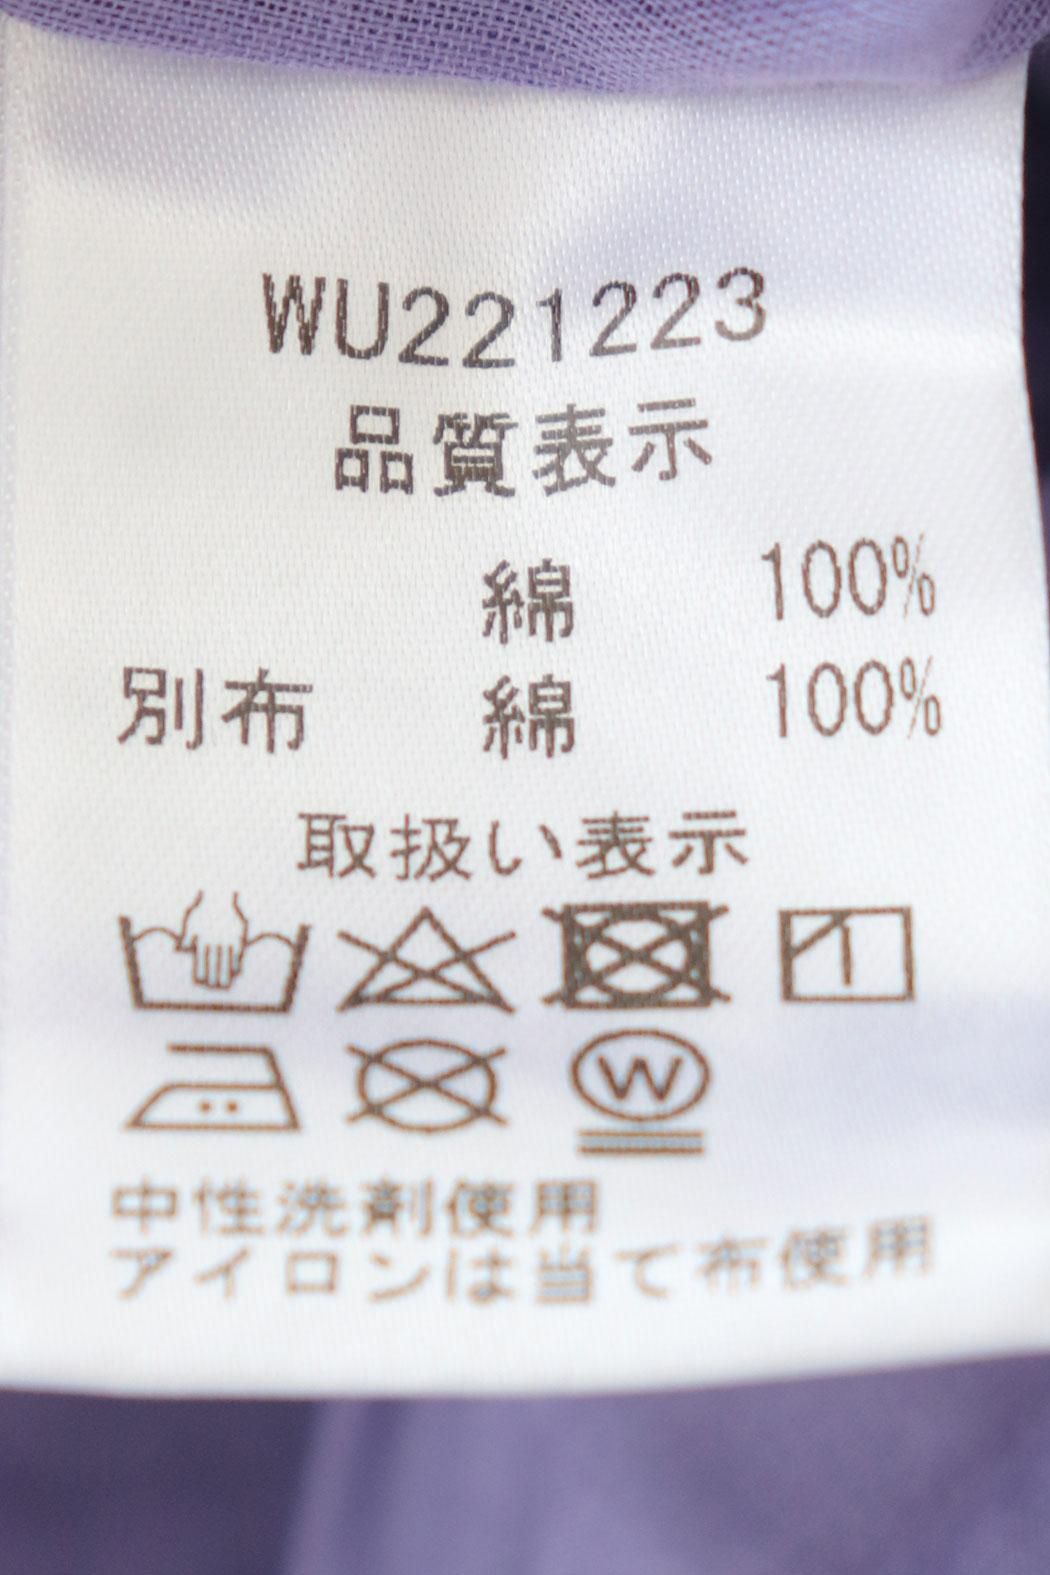 WU221223
品質表示
綿 100%
別布 綿 100%
取扱い表示
W
中性洗剤使用
アイロンは当て布使用